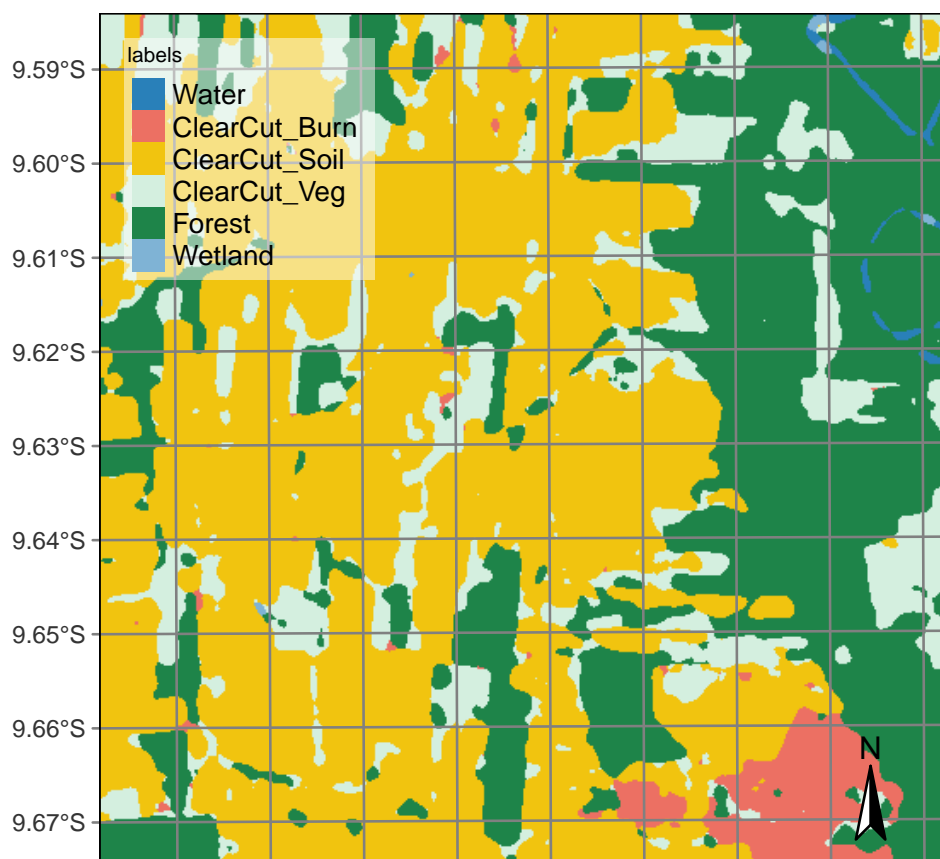 labels
Water
ClearCut_Burn
ClearCut_Soil
ClearCut_Veg
Forest
Wetland
9.59°S
9.60°S
9.61°S
9.62°S
9.63°S
9.64°S
9.65°S
9.66°S
9.67°S
N